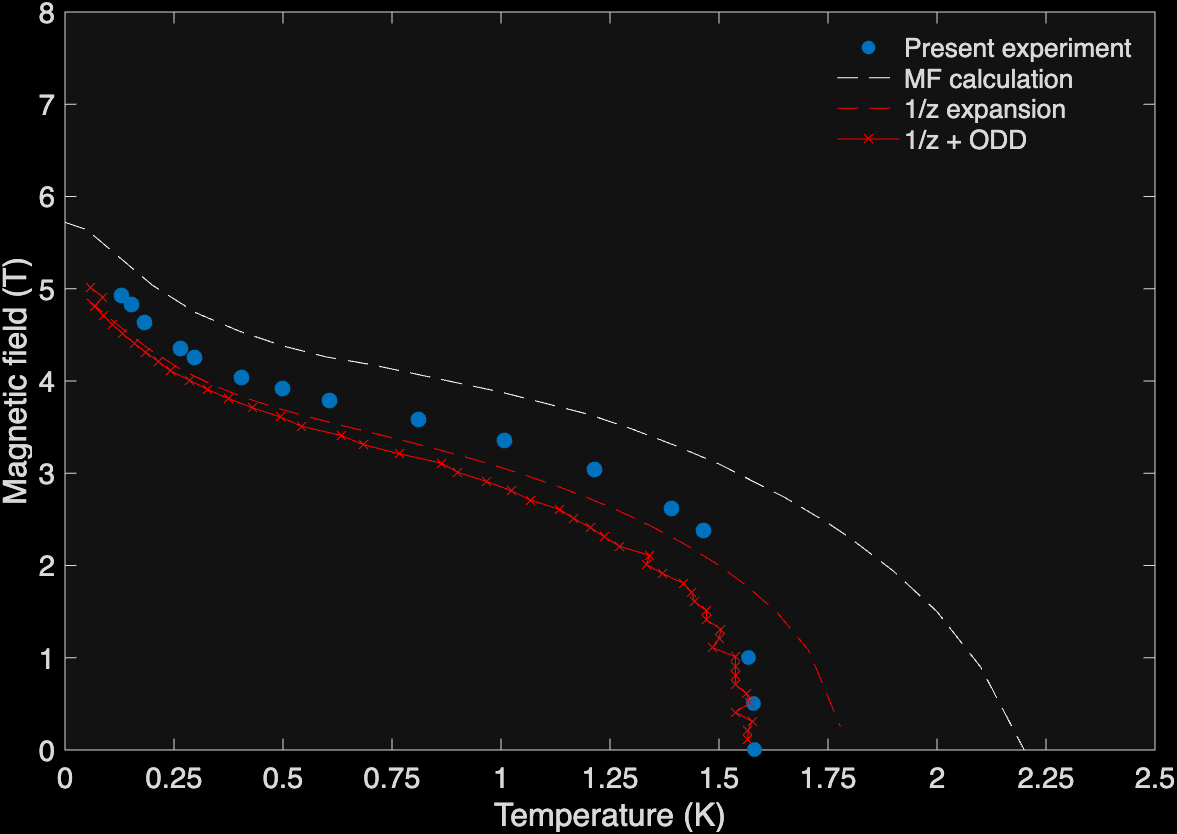 8
7
6
5
4
3
2
1
0
Magnetic field (T)
Present experiment
MF calculation
1/z expansion
1/z + ODD
0 0.25 0.5 0.75 1 1.25 1.5 1.75 2 2.25 2.5
Temperature (K)